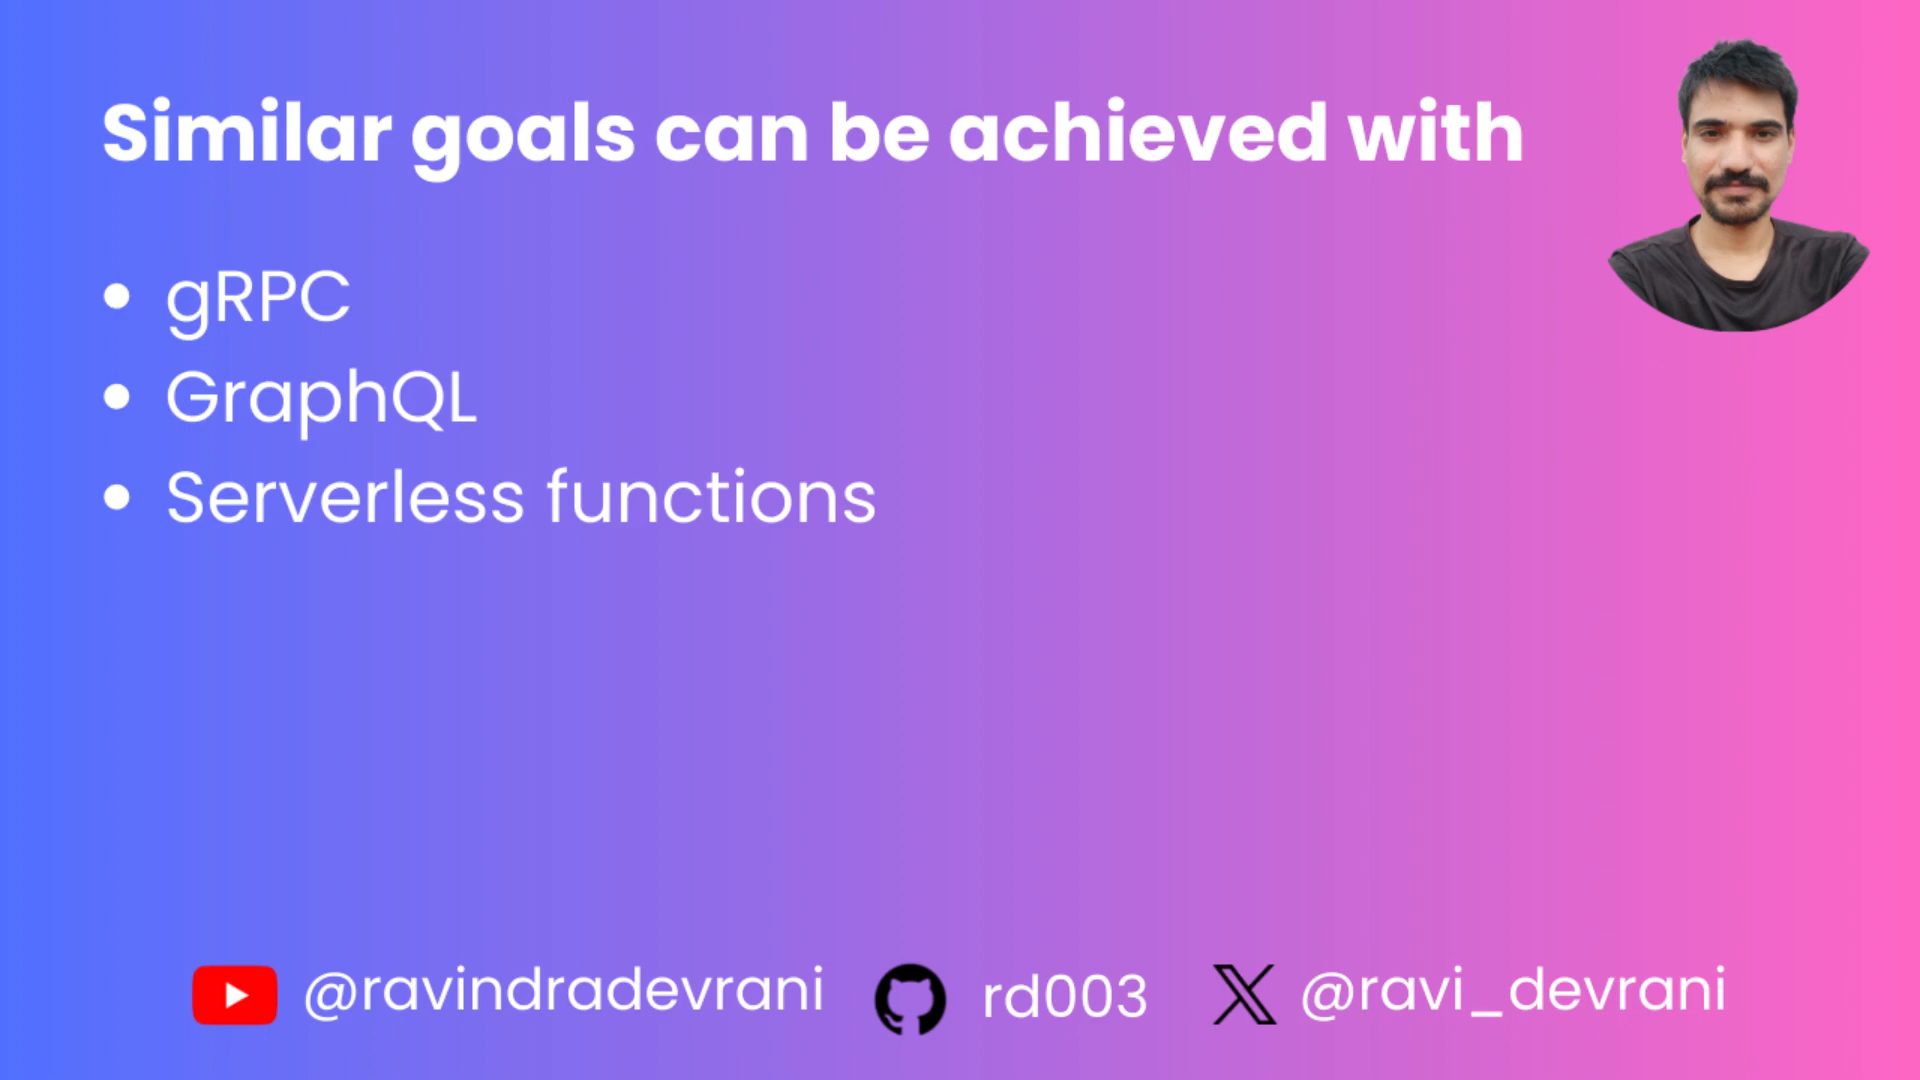 Similar goals can be achieved with
• gRPC
• GraphQL
• Serverless functions
@ravindradevrani rd003 @ravi_devrani